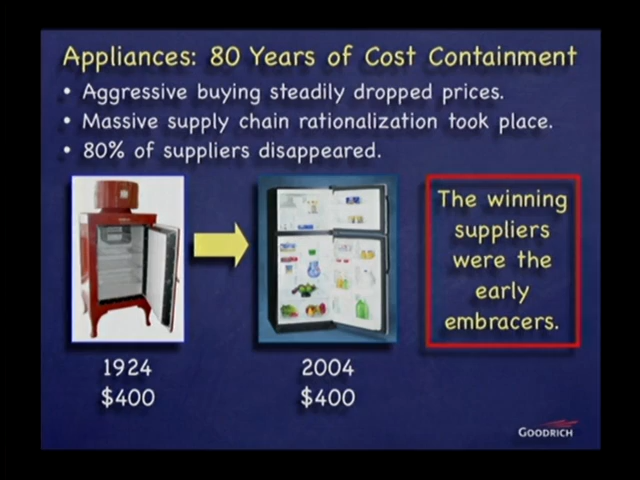 Appliances: 80 Years of Cost Containment
• Aggressive buying steadily dropped prices.
• Massive supply chain rationalization took place.
• 80% of suppliers disappeared.
The winning
suppliers
were the
early
embracers.
1924
$400
2004
$400
GOODRICH